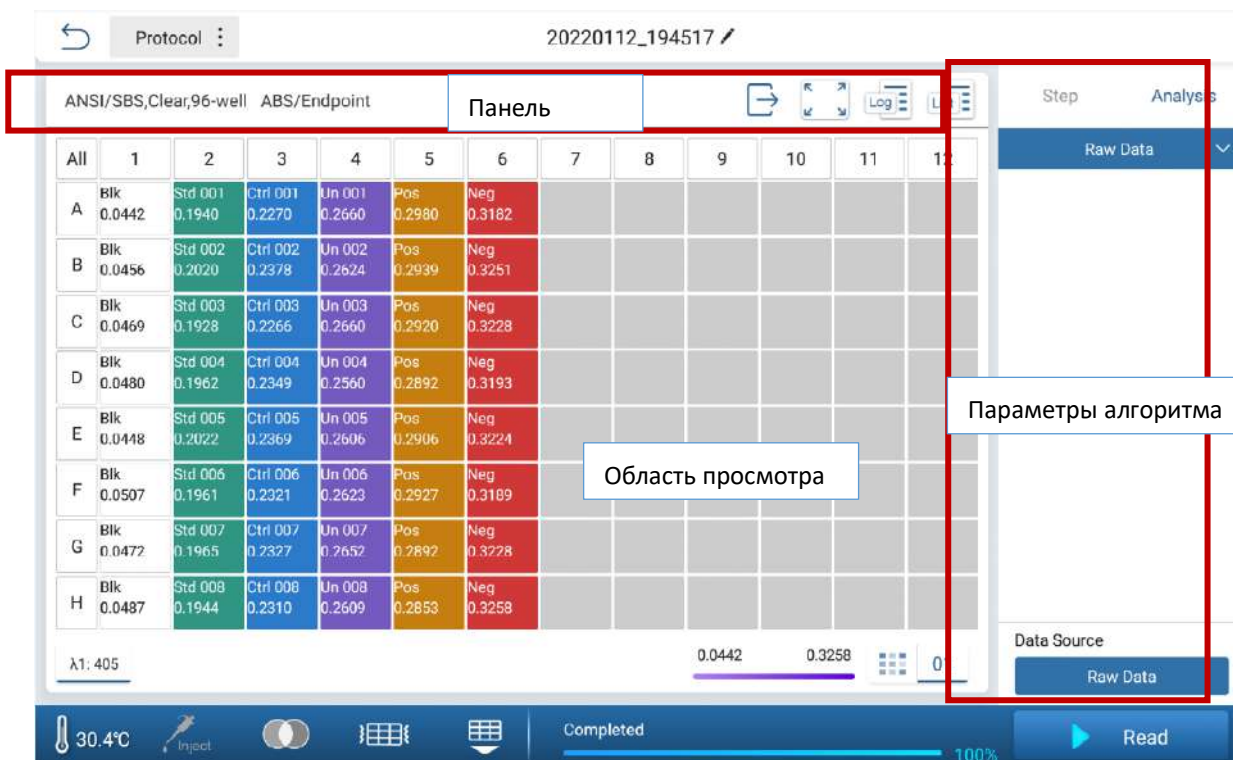 Protocol 20220112_194517
ANSI/SBS,Clear,96-well ABS/Endpoint Панель Log Step Analysis
All 1 2 3 4 5 6 7 8 9 10 11 12 Raw Data
Blk Std 001 Ctrl 001 Un 001 Pos Neg
A 0.0442 0.1940 0.2270 0.2660 0.2980 0.3182
Blk Std 002 Ctrl 002 Un 002 Pos Neg
B 0.0456 0.2020 0.2378 0.2624 0.2939 0.3251
Blk Std 003 Ctrl 003 Un 003 Pos Neg
C 0.0469 0.1928 0.2266 0.2660 0.2920 0.3228
Blk Std 004 Ctrl 004 Un 004 Pos Neg
D 0.0480 0.1962 0.2349 0.2560 0.2892 0.3193
Параметры алгоритма
Blk Std 005 Ctrl 005 Un 005 Pos Neg
E 0.0448 0.2022 0.2369 0.2606 0.2906 0.3224
Область просмотра
Blk Std 006 Ctrl 006 Un 006 Pos Neg
F 0.0507 0.1961 0.2321 0.2623 0.2927 0.3189
Blk Std 007 Ctrl 007 Un 007 Pos Neg
G 0.0472 0.1965 0.2327 0.2652 0.2892 0.3228
Blk Std 008 Ctrl 008 Un 008 Pos Neg
H 0.0487 0.1944 0.2310 0.2609 0.2853 0.3258
Data Source
λ1: 405 0.0442 0.3258 Raw Data
30.4℃ Inject Completed 100% Read